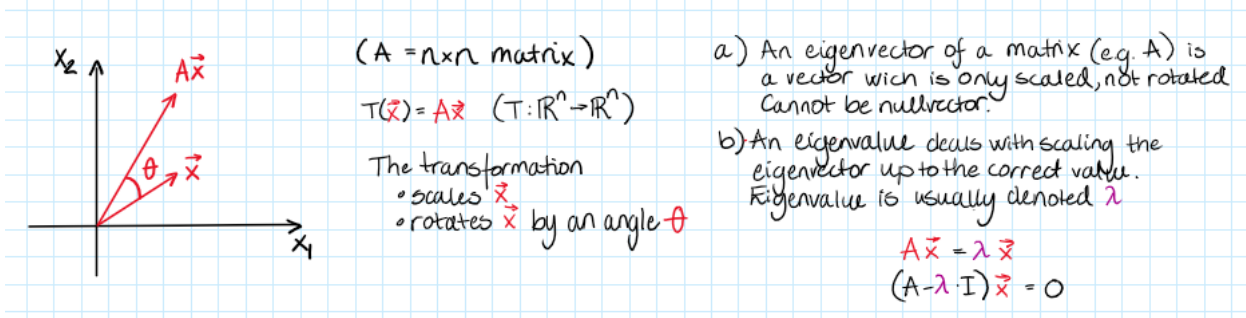 x₂
Ax⃗
θ
x⃗
x₁
(A = n×n matrix)
T(x⃗) = Ax⃗ (T: ℝⁿ→ℝⁿ)
The transformation
• scales x⃗
• rotates x⃗ by an angle θ
a) An eigenvector of a matrix (e.g. A) is
a vector wich is only scaled, not rotated
Cannot be nullvector.
b) An eigenvalue deals with scaling the
eigenvector up to the correct value.
Eigenvalue is usually denoted λ
Ax⃗ = λx⃗
(A-λ·I)x⃗ = 0